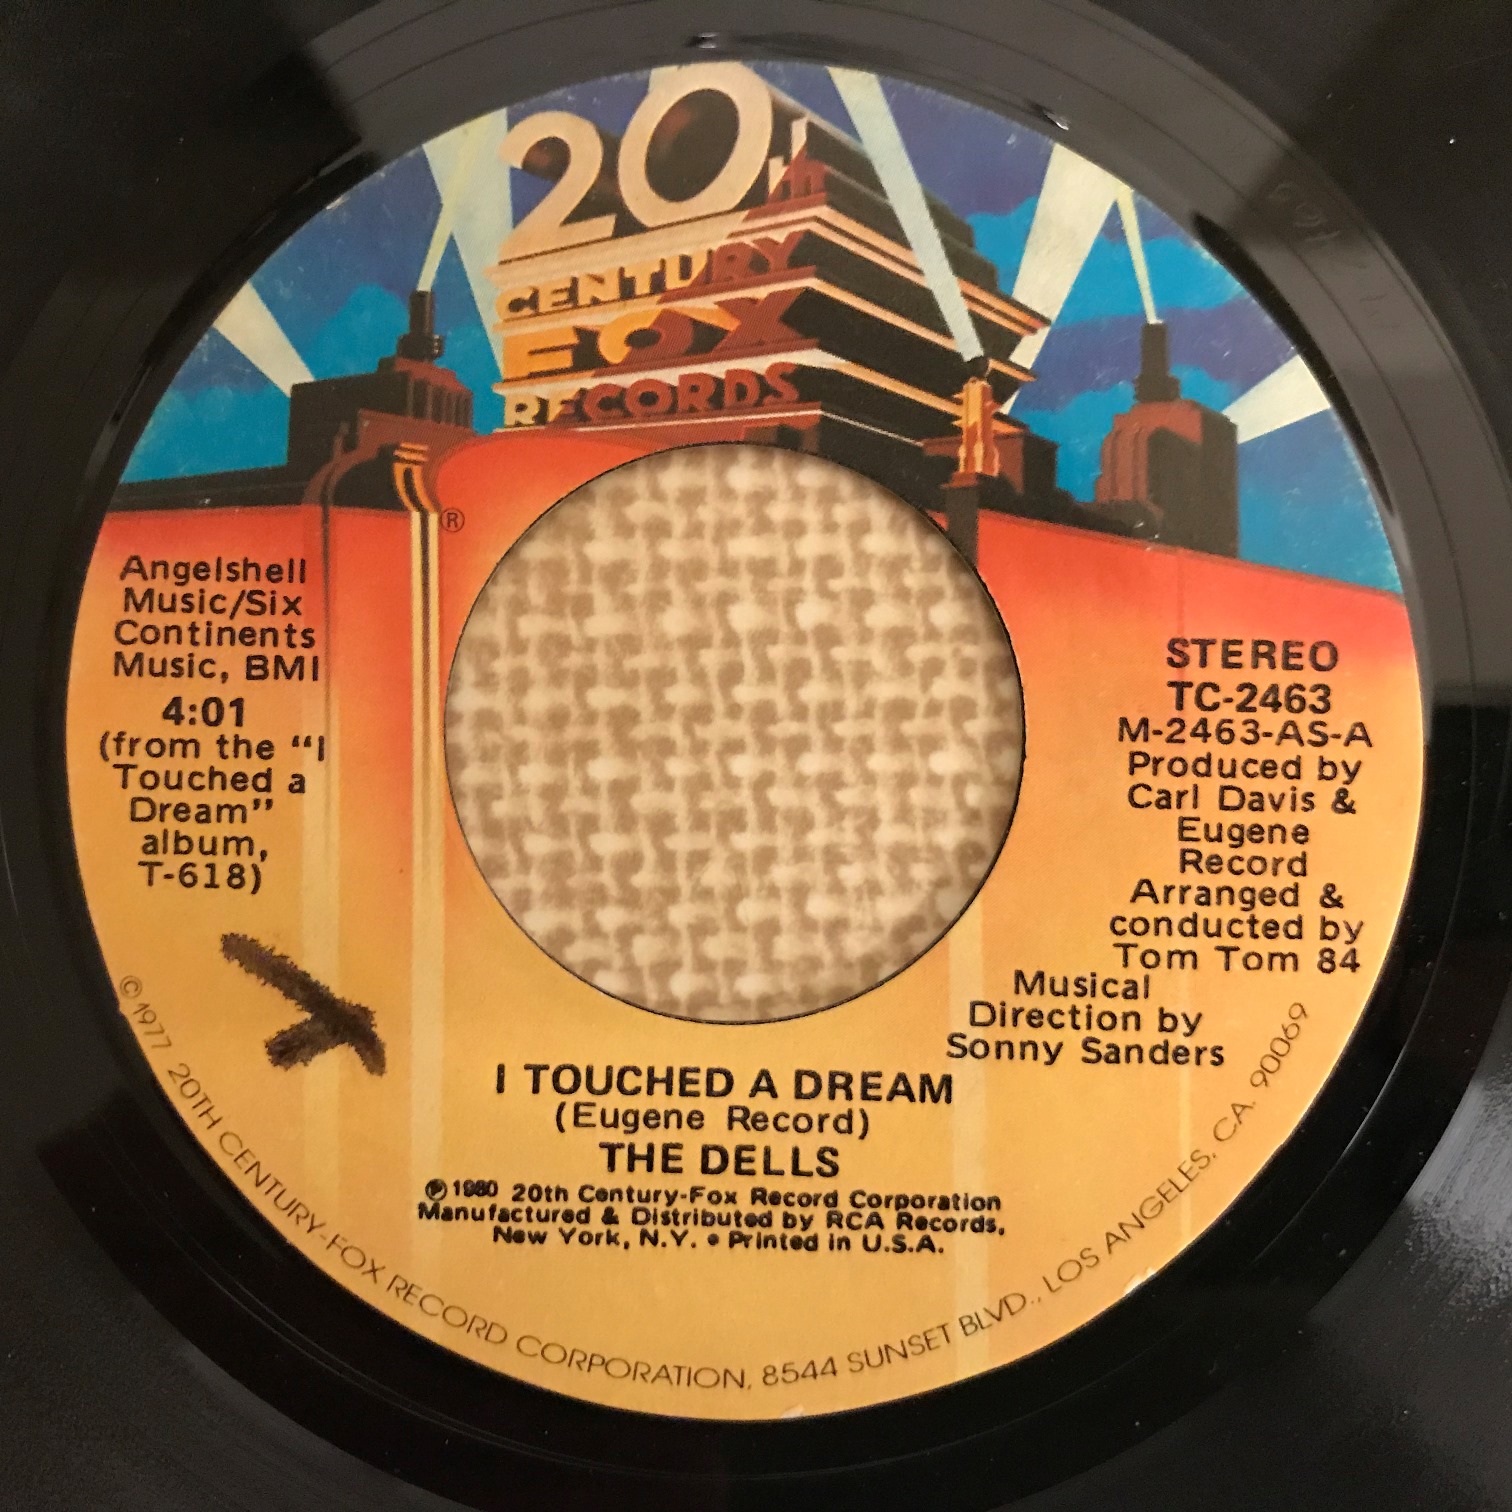 20th
CENTURY
FOX
RECORDS
®
Angelshell
Music/Six
Continents
Music, BMI
4:01
(from the “I
Touched a
Dream”
album,
T-618)
STEREO
TC-2463
M-2463-AS-A
Produced by
Carl Davis &
Eugene
Record
Arranged &
conducted by
Tom Tom 84
Musical
Direction by
Sonny Sanders
I TOUCHED A DREAM
(Eugene Record)
THE DELLS
℗ 1980 20th Century-Fox Record Corporation
Manufactured & Distributed by RCA Records,
New York, N.Y. • Printed in U.S.A.
© 1977 20TH CENTURY-FOX RECORD CORPORATION, 8544 SUNSET BLVD., LOS ANGELES, CA. 90069